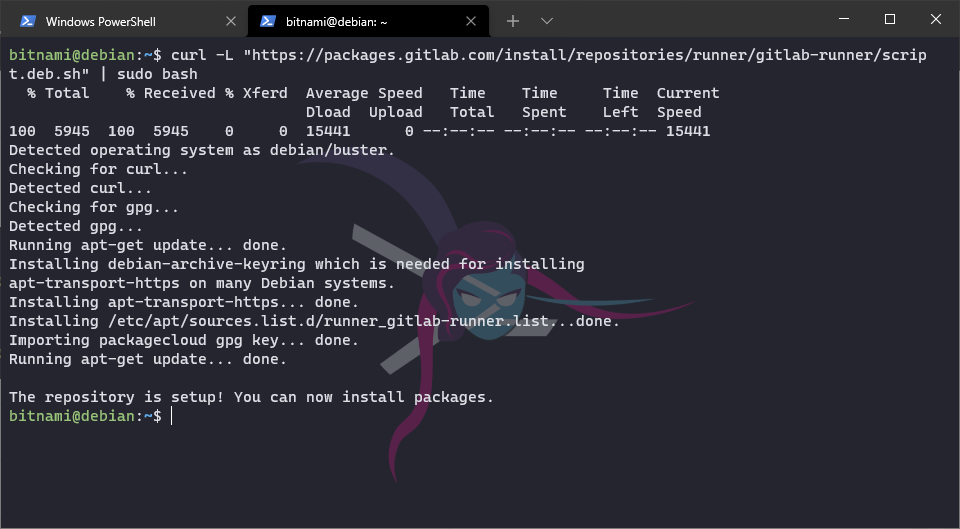 Windows PowerShell
bitnami@debian: ~
bitnami@debian:~$ curl -L "https://packages.gitlab.com/install/repositories/runner/gitlab-runner/scrip
t.deb.sh" | sudo bash
  % Total    % Received % Xferd  Average Speed   Time    Time     Time  Current
                                 Dload  Upload   Total   Spent    Left  Speed
100  5945  100  5945    0     0  15441      0 --:--:-- --:--:-- --:--:-- 15441
Detected operating system as debian/buster.
Checking for curl...
Detected curl...
Checking for gpg...
Detected gpg...
Running apt-get update... done.
Installing debian-archive-keyring which is needed for installing
apt-transport-https on many Debian systems.
Installing apt-transport-https... done.
Installing /etc/apt/sources.list.d/runner_gitlab-runner.list...done.
Importing packagecloud gpg key... done.
Running apt-get update... done.
The repository is setup! You can now install packages.
bitnami@debian:~$